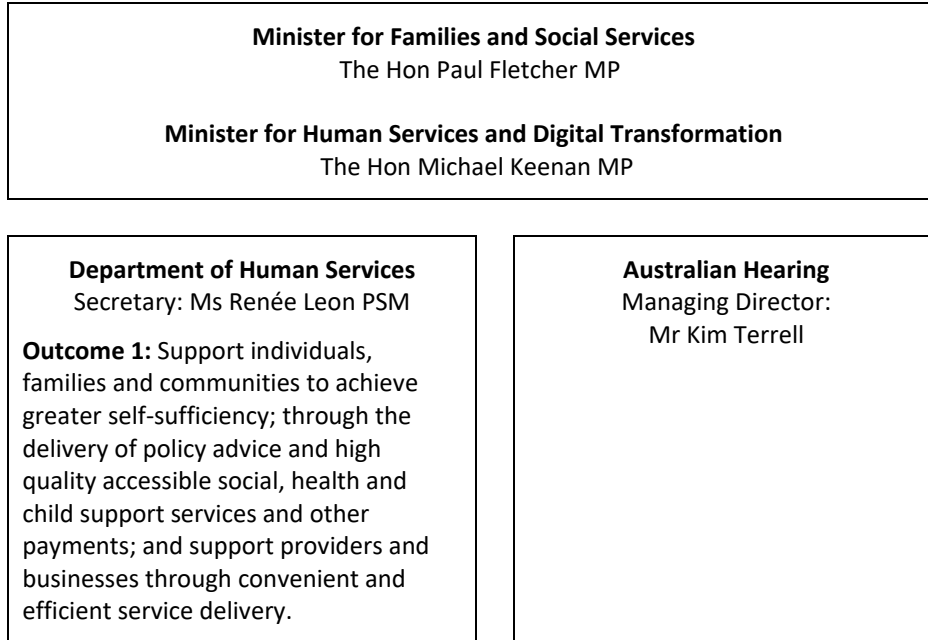 Minister for Families and Social Services
The Hon Paul Fletcher MP
Minister for Human Services and Digital Transformation
The Hon Michael Keenan MP
Department of Human Services
Secretary: Ms Renée Leon PSM
Outcome 1: Support individuals,
families and communities to achieve
greater self-sufficiency; through the
delivery of policy advice and high
quality accessible social, health and
child support services and other
payments; and support providers and
businesses through convenient and
efficient service delivery.
Australian Hearing
Managing Director:
Mr Kim Terrell